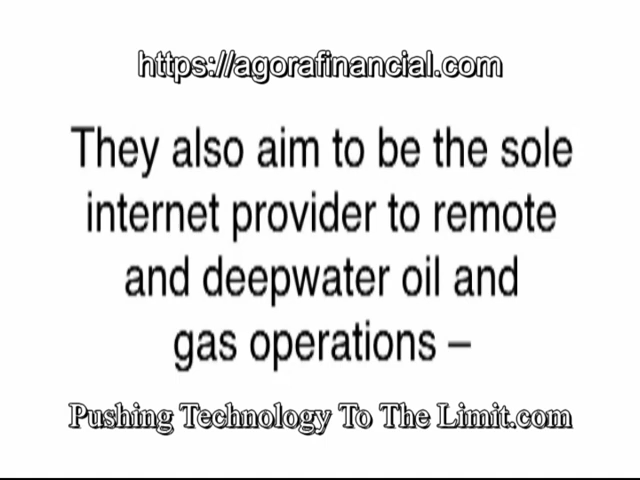 https://agorafinancial.com
They also aim to be the sole
internet provider to remote
and deepwater oil and
gas operations –
Pushing Technology To The Limit.com